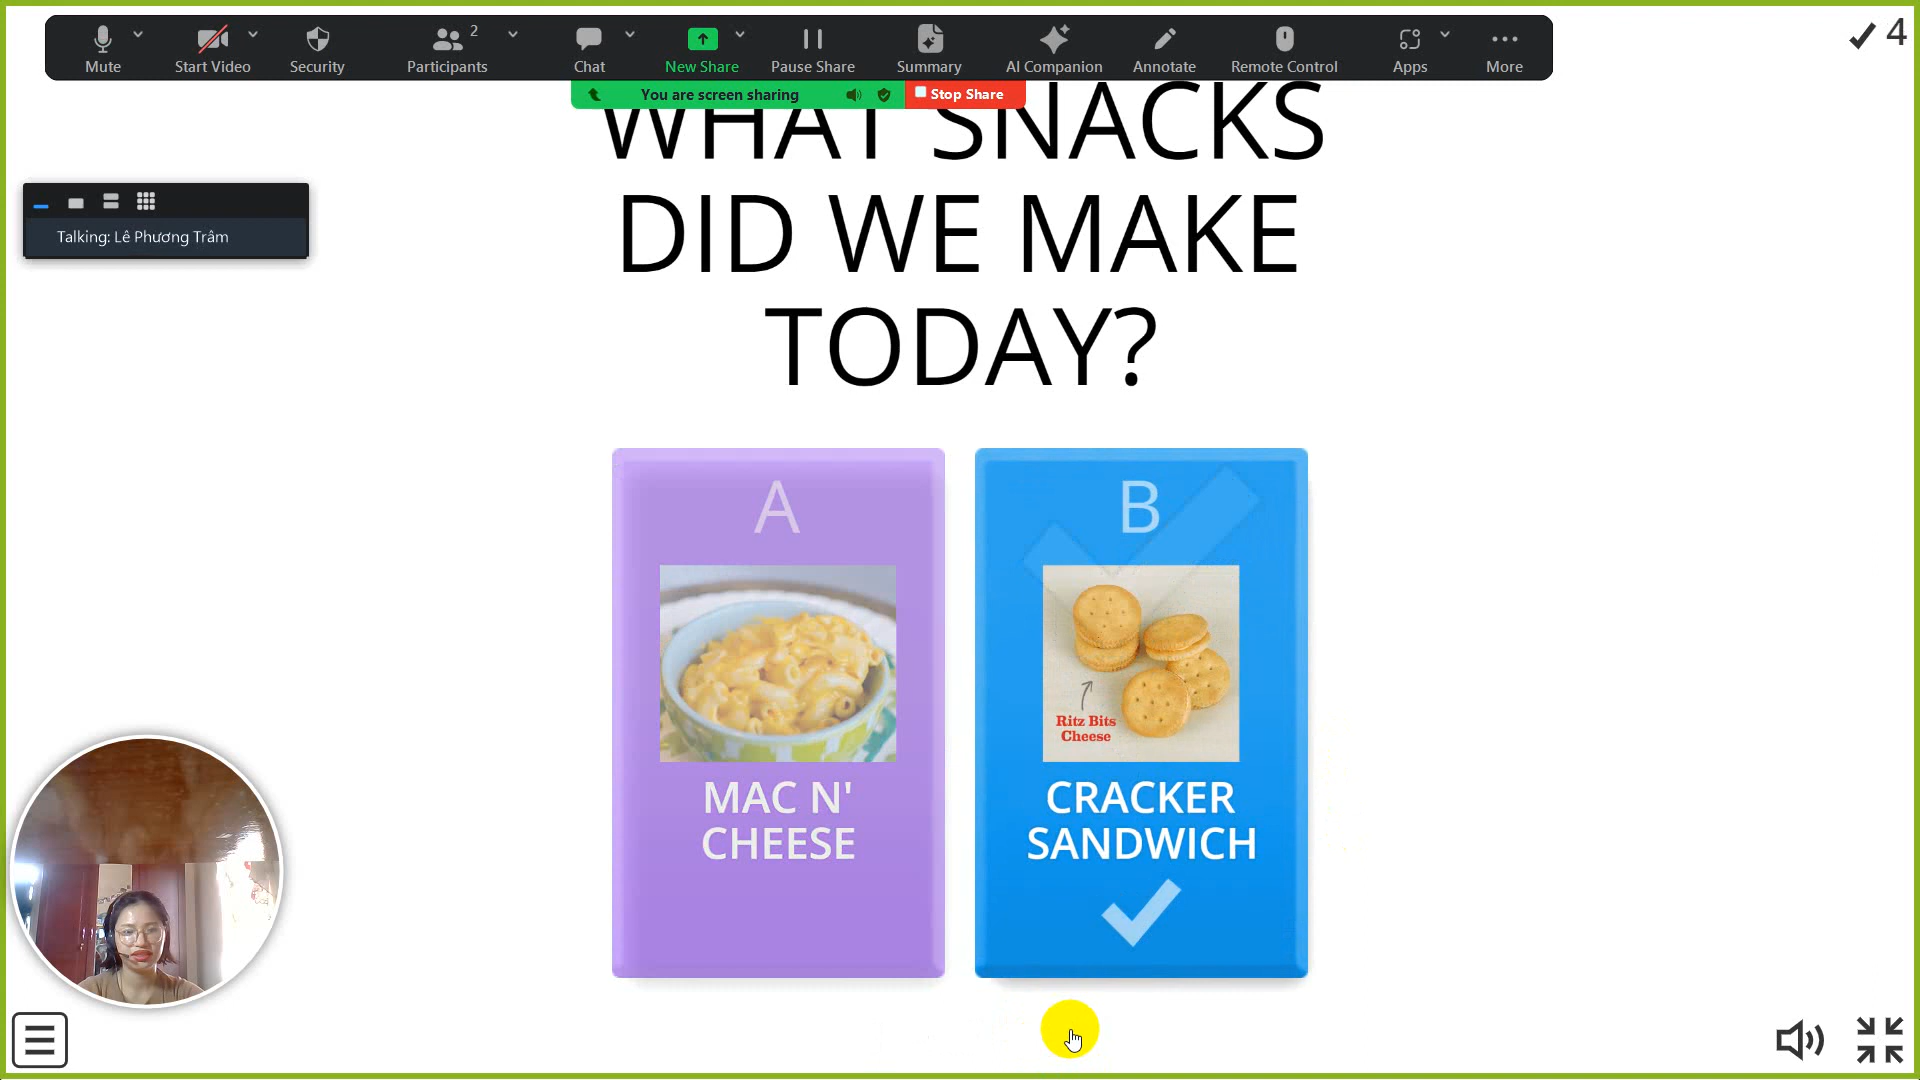 Mute
Start Video
Security
Participants
2
Chat
New Share
Pause Share
Summary
AI Companion
Annotate
Remote Control
Apps
More
4
You are screen sharing
Stop Share
WHAT SNACKS
DID WE MAKE
TODAY?
Talking: Lê Phương Trâm
A
MAC N'
CHEESE
B
Ritz Bits
Cheese
CRACKER
SANDWICH